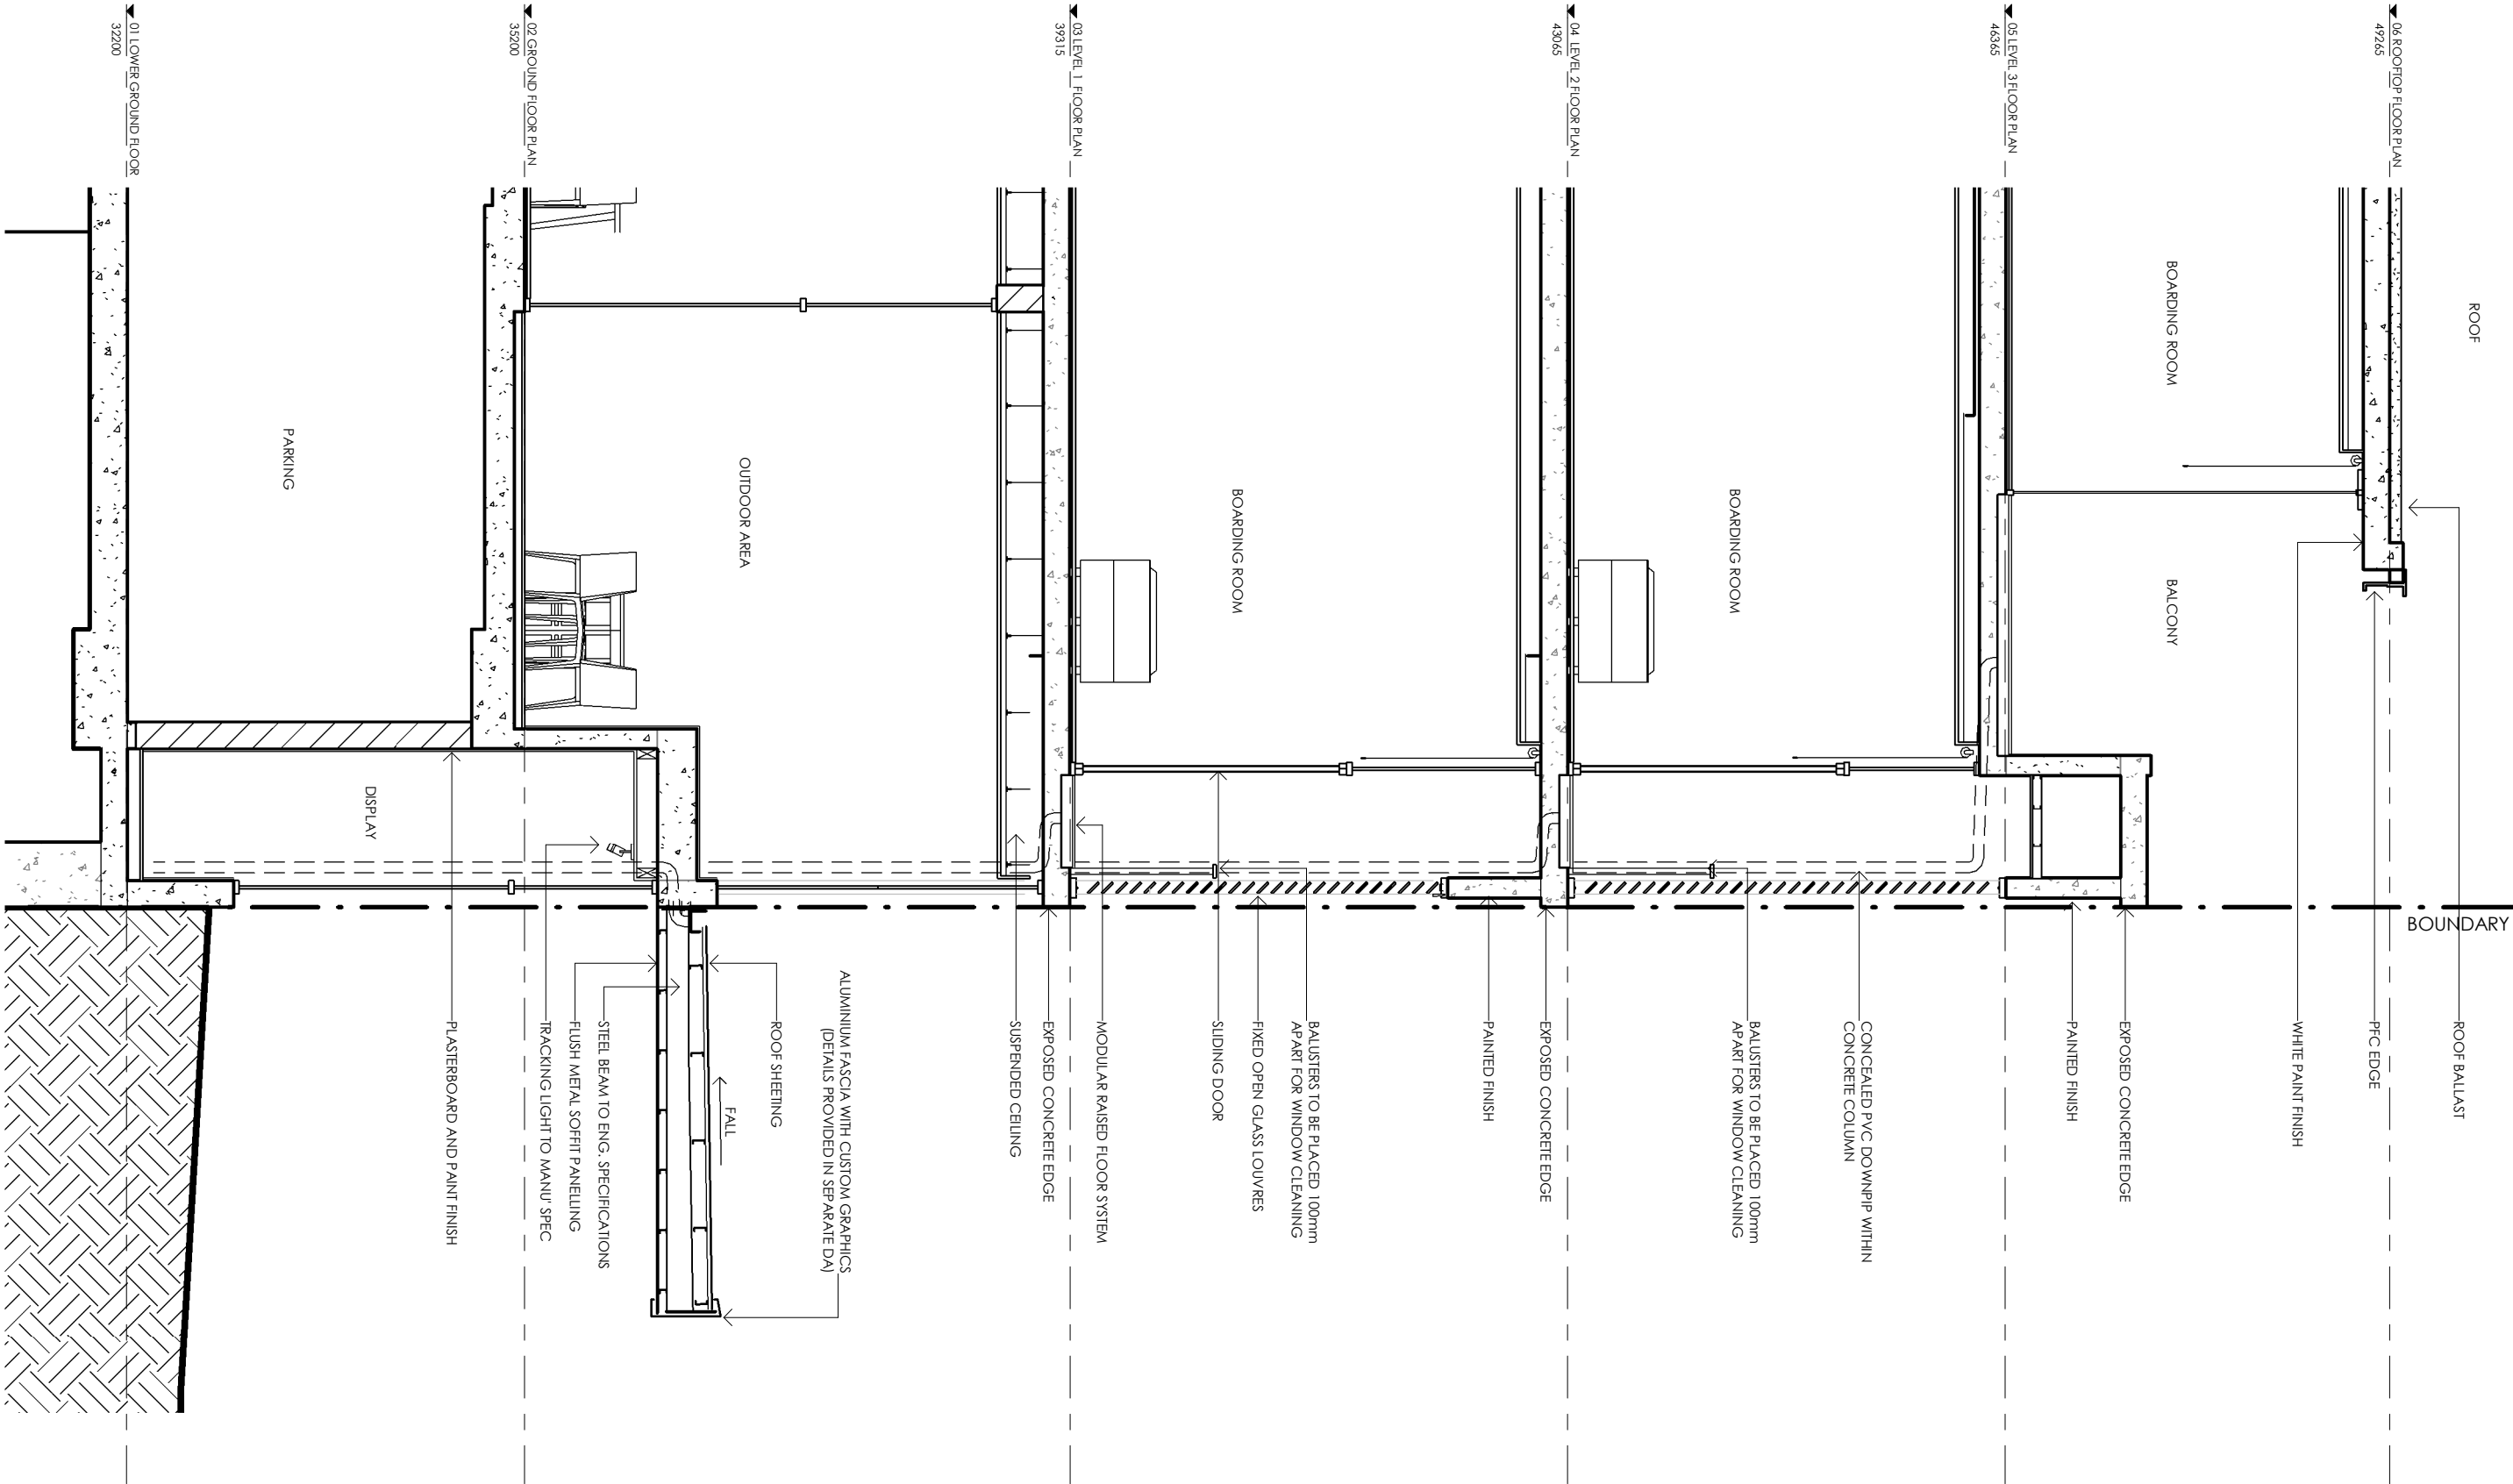 06 ROOFTOP FLOOR PLAN
49265
05 LEVEL 3 FLOOR PLAN
46365
04 LEVEL 2 FLOOR PLAN
43065
03 LEVEL 1 FLOOR PLAN
39315
02 GROUND FLOOR PLAN
35200
01 LOWER GROUND FLOOR
32200
ROOF
BOARDING ROOM
BALCONY
BOARDING ROOM
BOARDING ROOM
OUTDOOR AREA
PARKING
DISPLAY
BOUNDARY
ROOF BALLAST
PFC EDGE
WHITE PAINT FINISH
EXPOSED CONCRETE EDGE
PAINTED FINISH
CONCEALED PVC DOWNPIP WITHIN
CONCRETE COLUMN
BALUSTERS TO BE PLACED 100mm
APART FOR WINDOW CLEANING
EXPOSED CONCRETE EDGE
PAINTED FINISH
BALUSTERS TO BE PLACED 100mm
APART FOR WINDOW CLEANING
FIXED OPEN GLASS LOUVRES
SLIDING DOOR
MODULAR RAISED FLOOR SYSTEM
EXPOSED CONCRETE EDGE
SUSPENDED CEILING
ALUMINIUM FASCIA WITH CUSTOM GRAPHICS
(DETAILS PROVIDED IN SEPARATE DA)
ROOF SHEETING
FALL
STEEL BEAM TO ENG. SPECIFICATIONS
FLUSH METAL SOFFIT PANELLING
TRACKING LIGHT TO MANU' SPEC
PLASTERBOARD AND PAINT FINISH